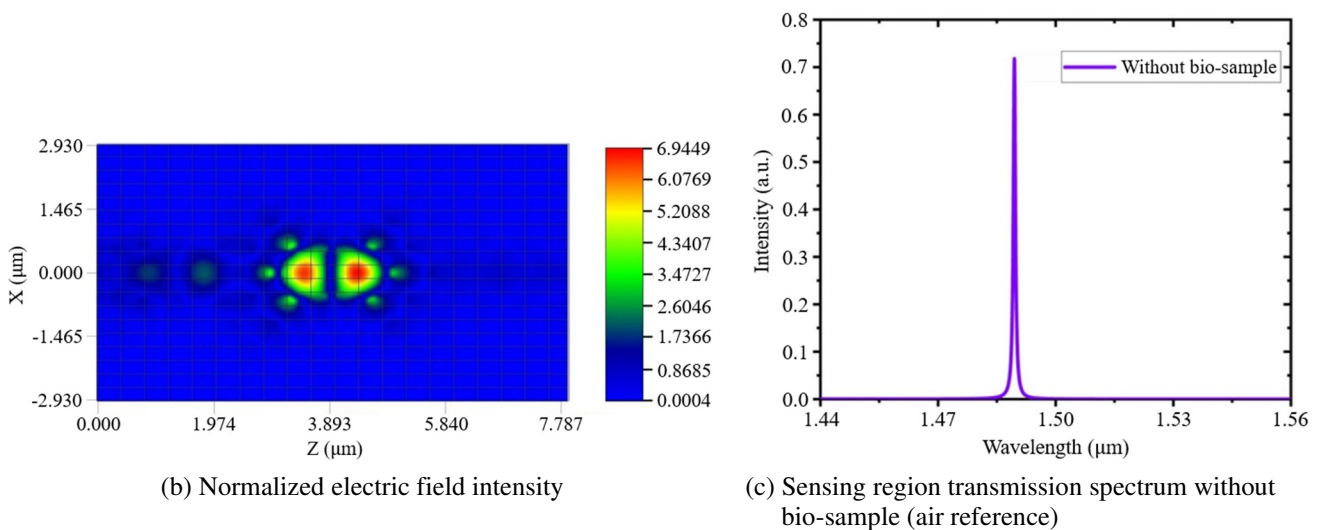 2.930
1.465
0.000
-1.465
-2.930
X (μm)
0.000 1.974 3.893 5.840 7.787
Z (μm)
6.9449
6.0769
5.2088
4.3407
3.4727
2.6046
1.7366
0.8685
0.0004
(b) Normalized electric field intensity
0.8
0.7
0.6
0.5
0.4
0.3
0.2
0.1
0.0
Intensity (a.u.)
Without bio-sample
1.44 1.47 1.50 1.53 1.56
Wavelength (μm)
(c) Sensing region transmission spectrum without
bio-sample (air reference)